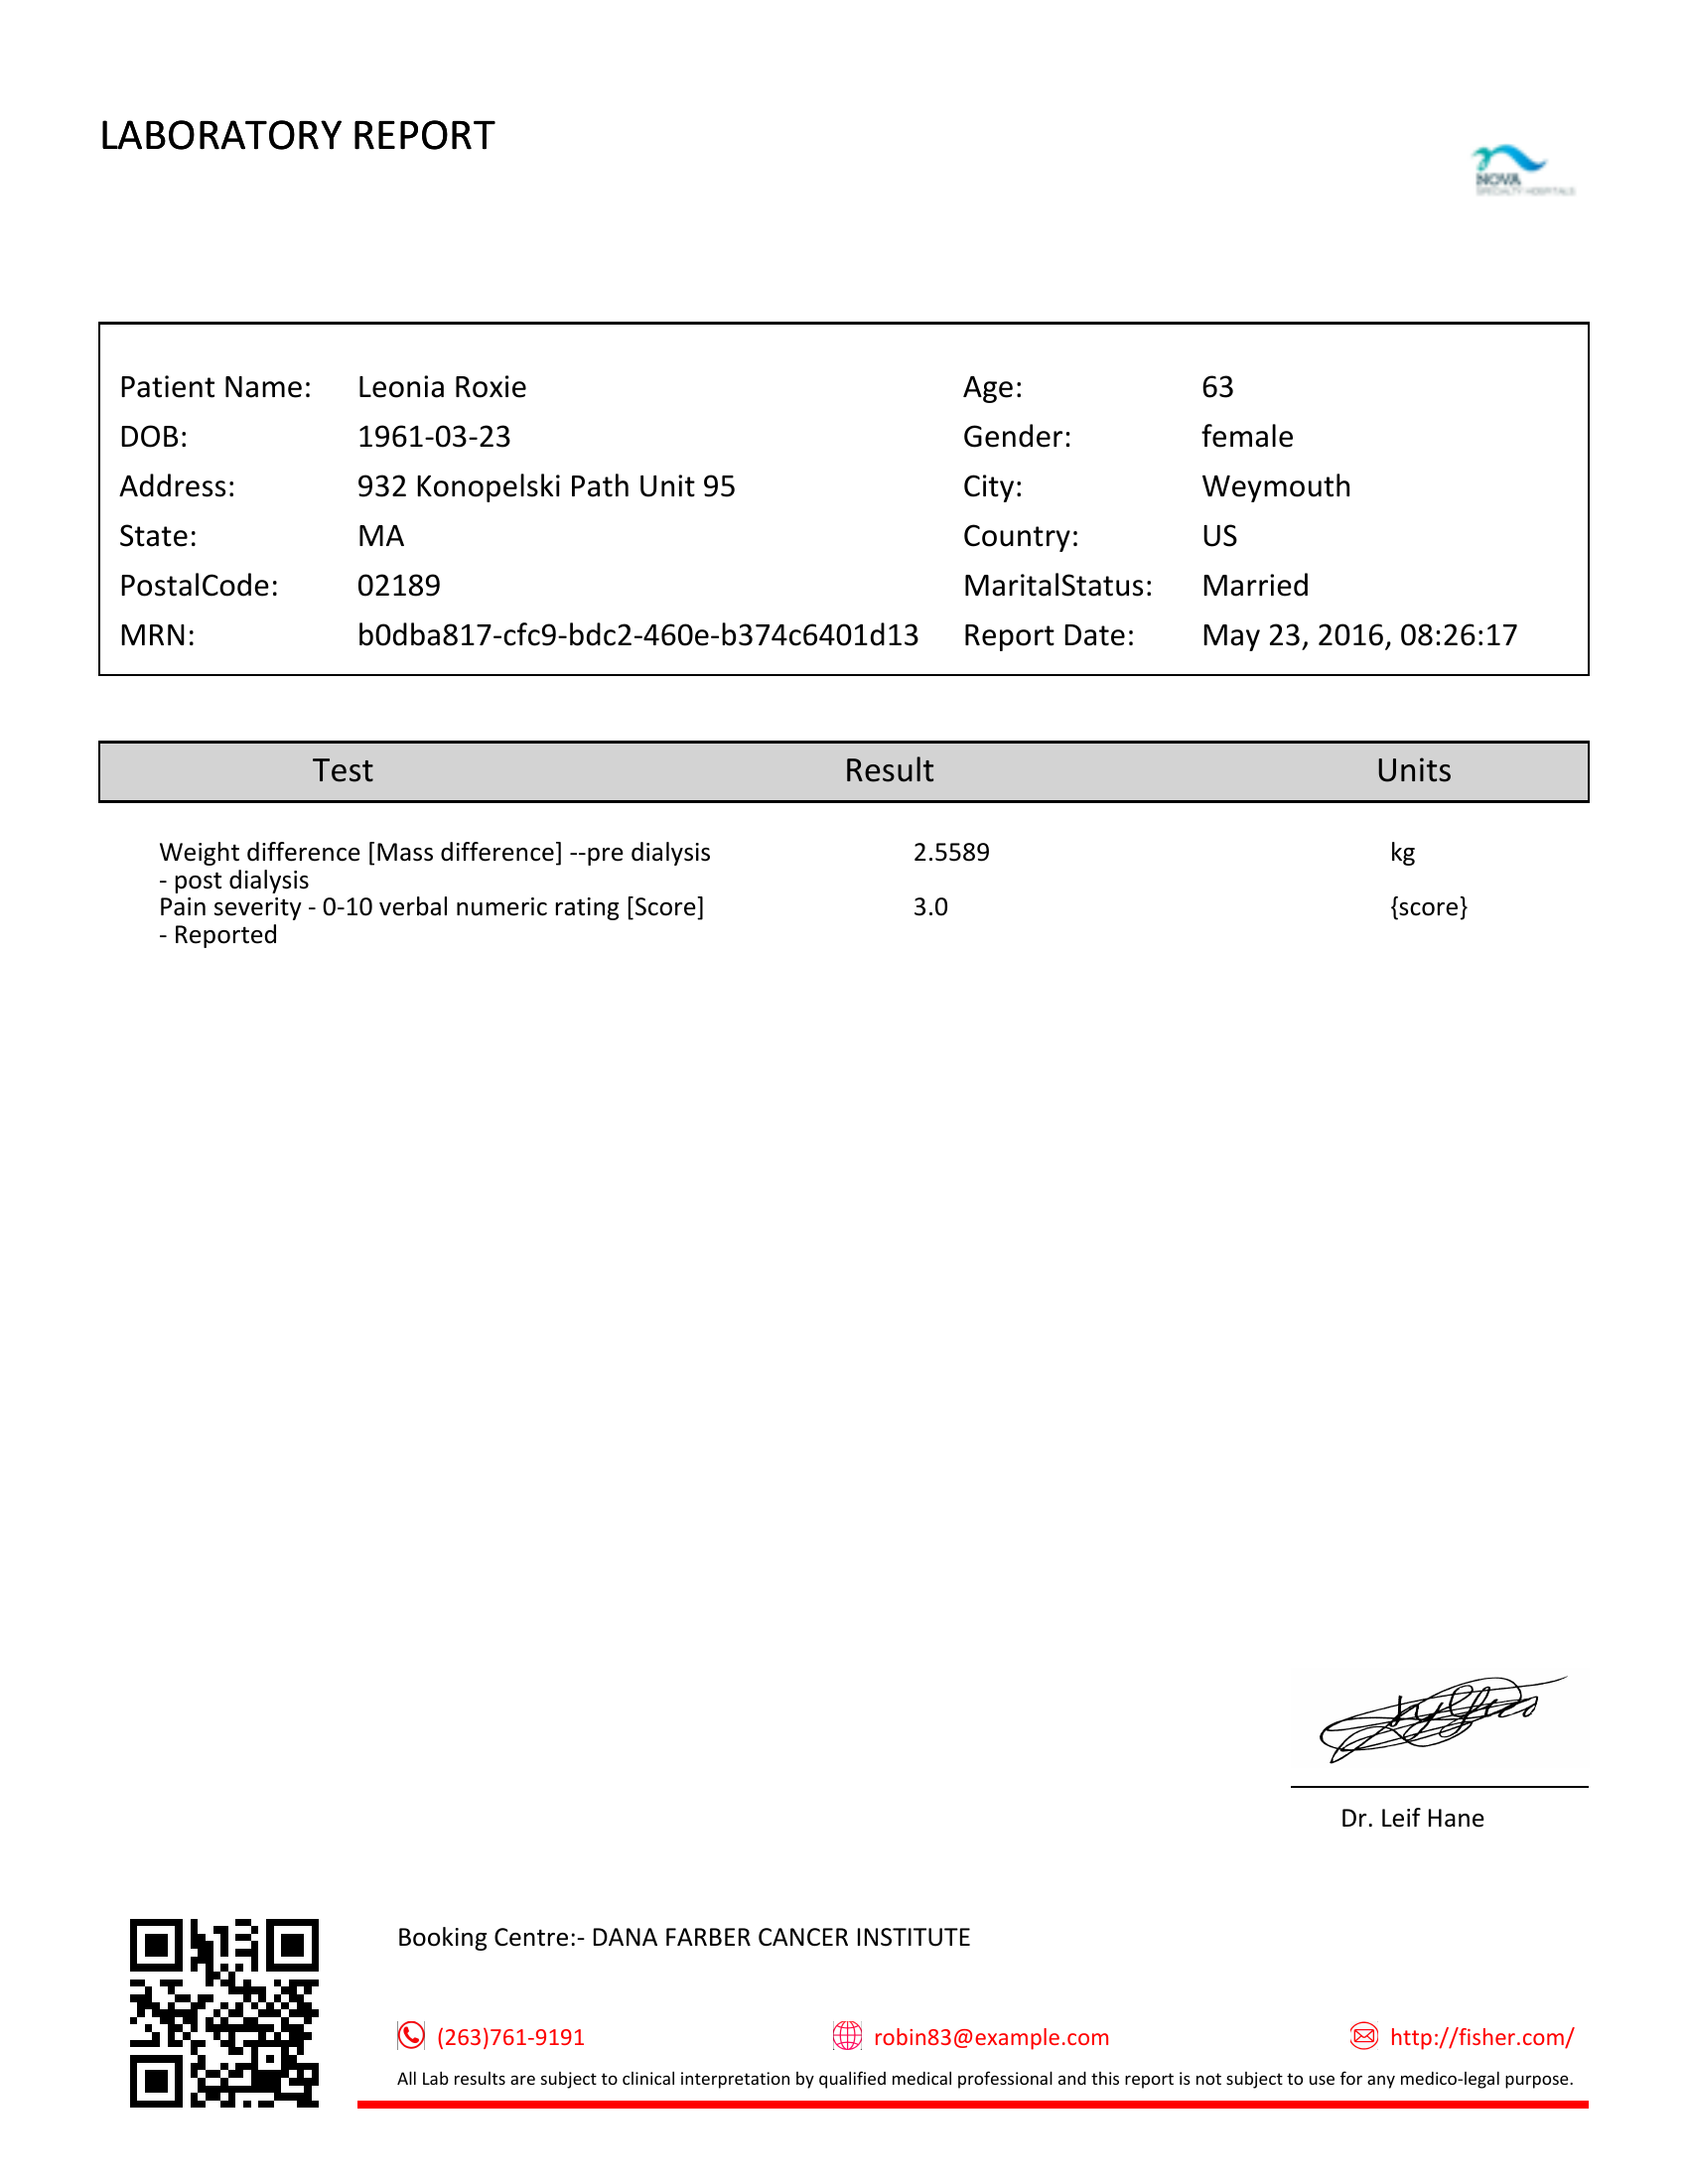 LABORATORY REPORT
NOVA
SPECIALTY HOSPITALS
Patient Name: Leonia Roxie Age: 63
DOB: 1961-03-23 Gender: female
Address: 932 Konopelski Path Unit 95 City: Weymouth
State: MA Country: US
PostalCode: 02189 MaritalStatus: Married
MRN: b0dba817-cfc9-bdc2-460e-b374c6401d13 Report Date: May 23, 2016, 08:26:17
Test Result Units
Weight difference [Mass difference] --pre dialysis 2.5589 kg
- post dialysis
Pain severity - 0-10 verbal numeric rating [Score] 3.0 {score}
- Reported
Dr. Leif Hane
Booking Centre:- DANA FARBER CANCER INSTITUTE
(263)761-9191 robin83@example.com http://fisher.com/
All Lab results are subject to clinical interpretation by qualified medical professional and this report is not subject to use for any medico-legal purpose.